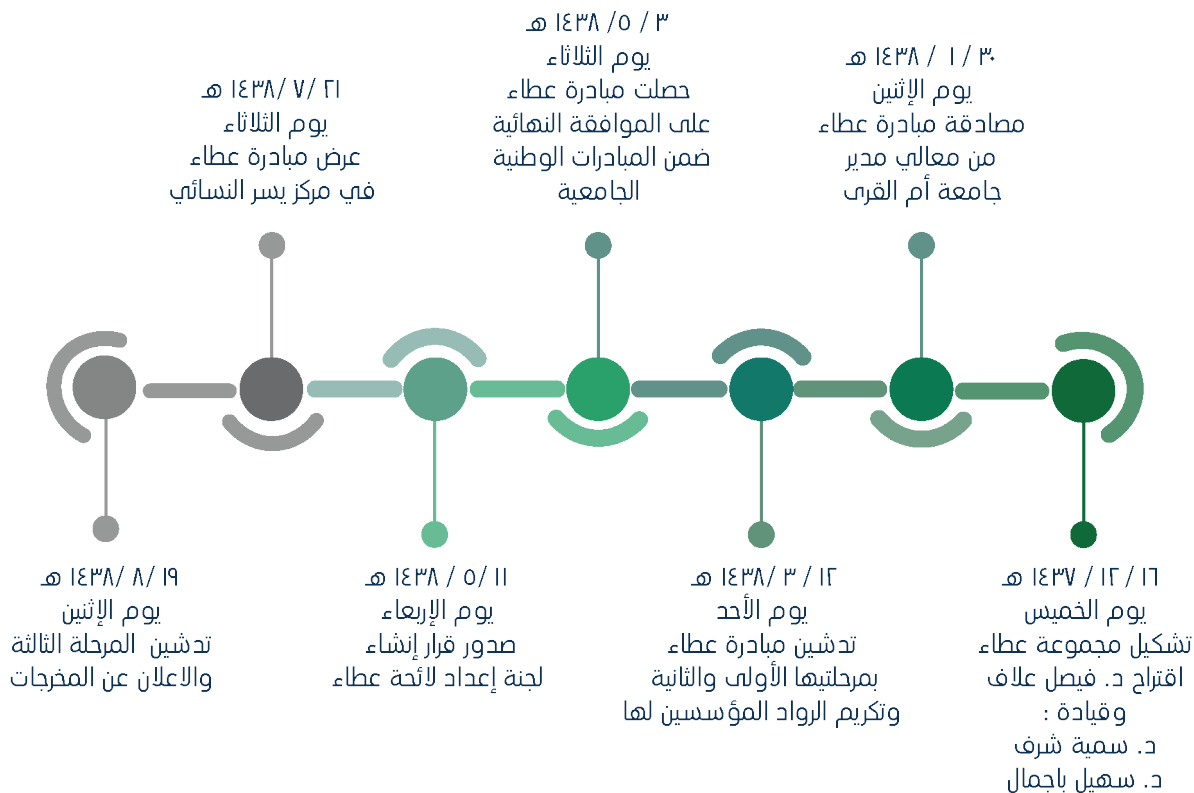 ١٦ / ١٢ / ١٤٣٧ هـ
يوم الخميس
تشكيل مجموعة عطاء
اقتراح د. فيصل علاف
وقيادة :
د. سمية شرف
د. سهيل باجمال
٣٠ / ١ / ١٤٣٨ هـ
يوم الإثنين
مصادقة مبادرة عطاء
من معالي مدير
جامعة أم القرى
١٢ / ٣ /١٤٣٨ هـ
يوم الأحد
تدشين مبادرة عطاء
بمرحلتيها الأولى والثانية
وتكريم الرواد المؤسسين لها
٣ / ٥ /١٤٣٨ هـ
يوم الثلاثاء
حصلت مبادرة عطاء
على الموافقة النهائية
ضمن المبادرات الوطنية
الجامعية
١١ /٥ / ١٤٣٨ هـ
يوم الإربعاء
صدور قرار إنشاء
لجنة إعداد لائحة عطاء
٢١ /٧ /١٤٣٨ هـ
يوم الثلاثاء
عرض مبادرة عطاء
في مركز يسر النسائي
١٩ /٨ /١٤٣٨ هـ
يوم الإثنين
تدشين المرحلة الثالثة
والاعلان عن المخرجات